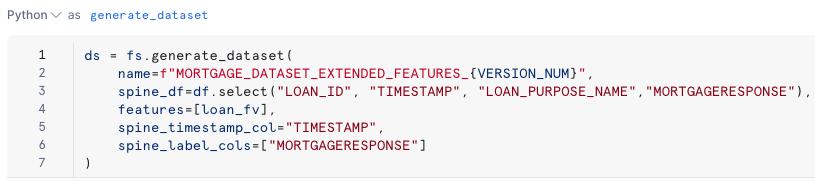 Python as generate_dataset
1 ds = fs.generate_dataset(
2     name=f"MORTGAGE_DATASET_EXTENDED_FEATURES_{VERSION_NUM}",
3     spine_df=df.select("LOAN_ID", "TIMESTAMP", "LOAN_PURPOSE_NAME","MORTGAGERESPONSE"),
4     features=[loan_fv],
5     spine_timestamp_col="TIMESTAMP",
6     spine_label_cols=["MORTGAGERESPONSE"]
7 )